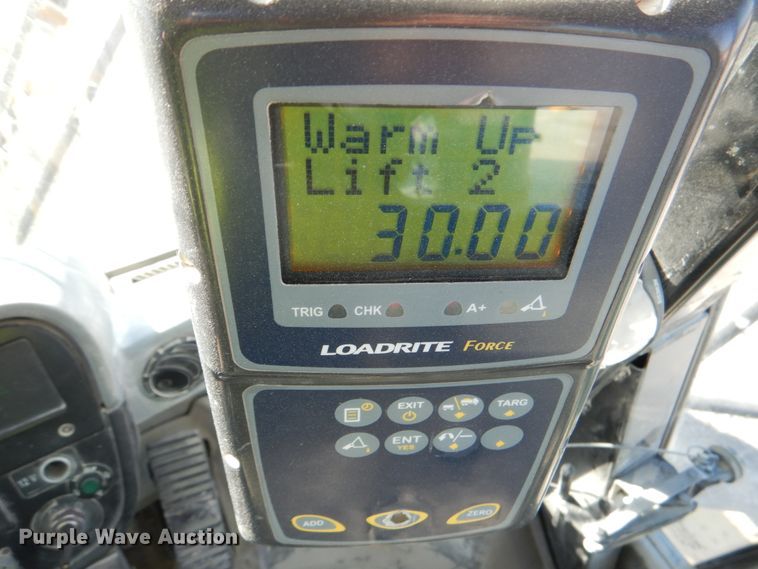 Warm Up
Lift 2
30.00
TRIG CHK A+
LOADRITE FORCE
EXIT TARG
ENT
YES
ADD ZERO
12V
Purple Wave Auction